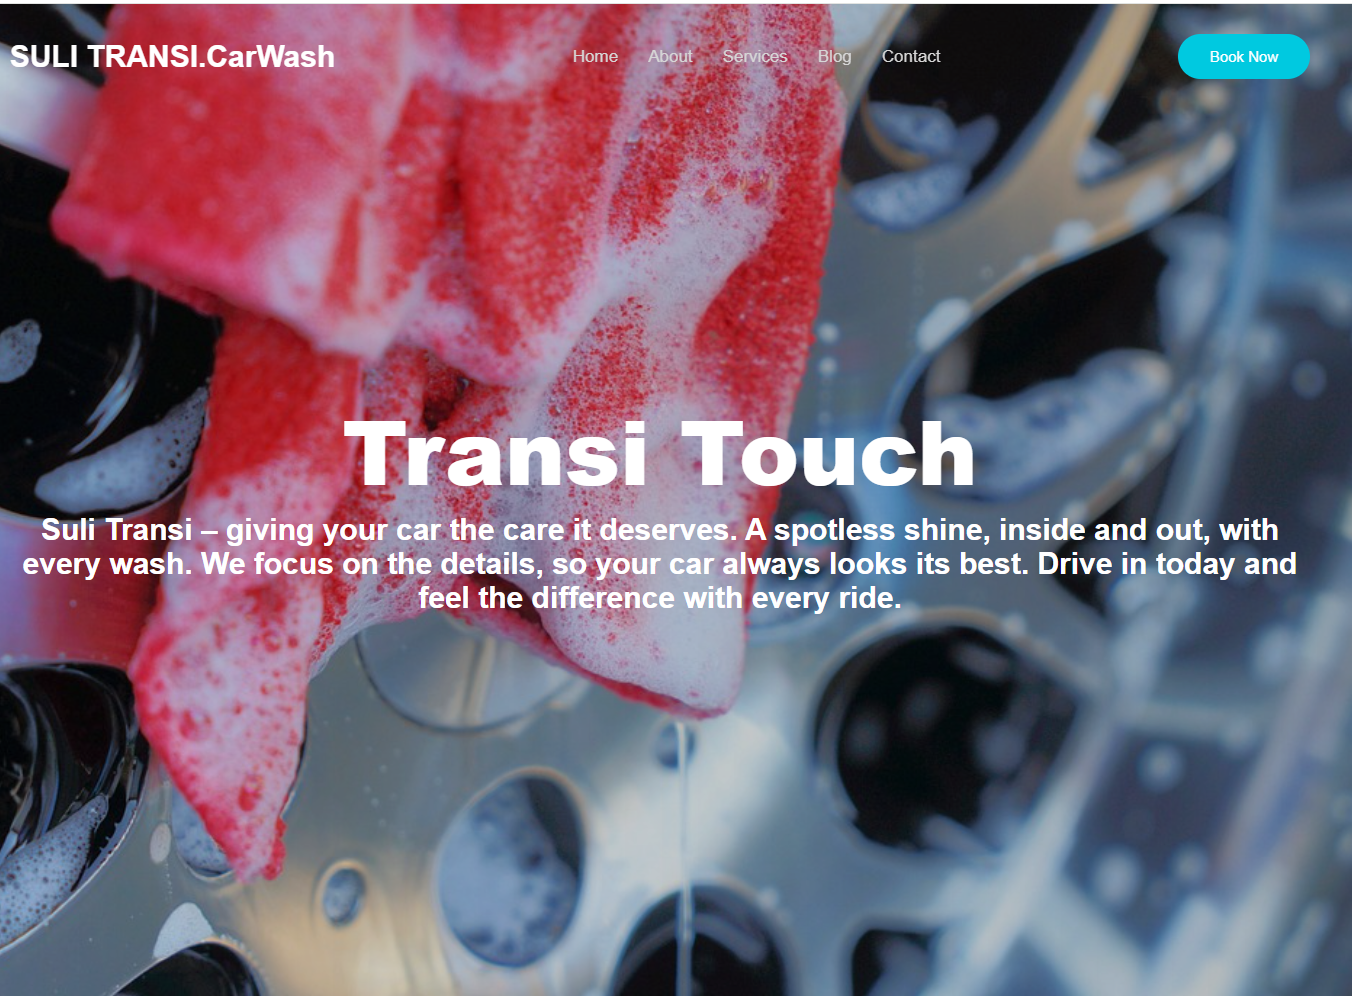 SULI TRANSI.CarWash
Home
About
Services
Blog
Contact
Book Now
Transi Touch
Suli Transi – giving your car the care it deserves. A spotless shine, inside and out, with
every wash. We focus on the details, so your car always looks its best. Drive in today and
feel the difference with every ride.